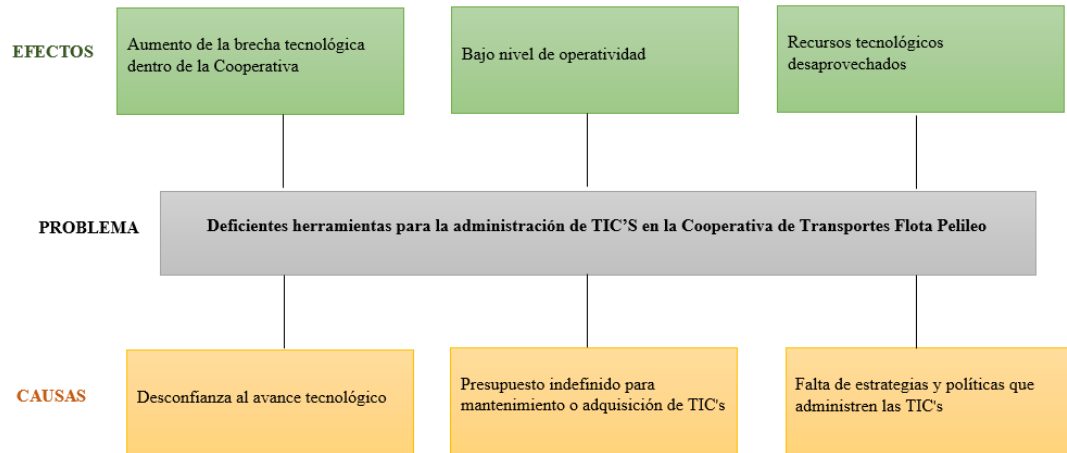 EFECTOS
Aumento de la brecha tecnológica
dentro de la Cooperativa
Bajo nivel de operatividad
Recursos tecnológicos
desaprovechados
PROBLEMA
Deficientes herramientas para la administración de TIC’S en la Cooperativa de Transportes Flota Pelileo
CAUSAS
Desconfianza al avance tecnológico
Presupuesto indefinido para
mantenimiento o adquisición de TIC's
Falta de estrategias y políticas que
administren las TIC's